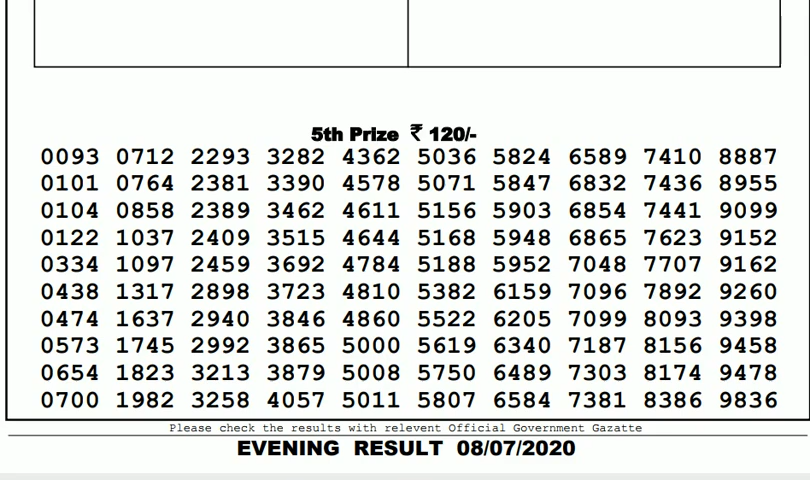 5th Prize ₹ 120/-
0093 0712 2293 3282 4362 5036 5824 6589 7410 8887
0101 0764 2381 3390 4578 5071 5847 6832 7436 8955
0104 0858 2389 3462 4611 5156 5903 6854 7441 9099
0122 1037 2409 3515 4644 5168 5948 6865 7623 9152
0334 1097 2459 3692 4784 5188 5952 7048 7707 9162
0438 1317 2898 3723 4810 5382 6159 7096 7892 9260
0474 1637 2940 3846 4860 5522 6205 7099 8093 9398
0573 1745 2992 3865 5000 5619 6340 7187 8156 9458
0654 1823 3213 3879 5008 5750 6489 7303 8174 9478
0700 1982 3258 4057 5011 5807 6584 7381 8386 9836
Please check the results with relevent Official Government Gazatte
EVENING RESULT 08/07/2020